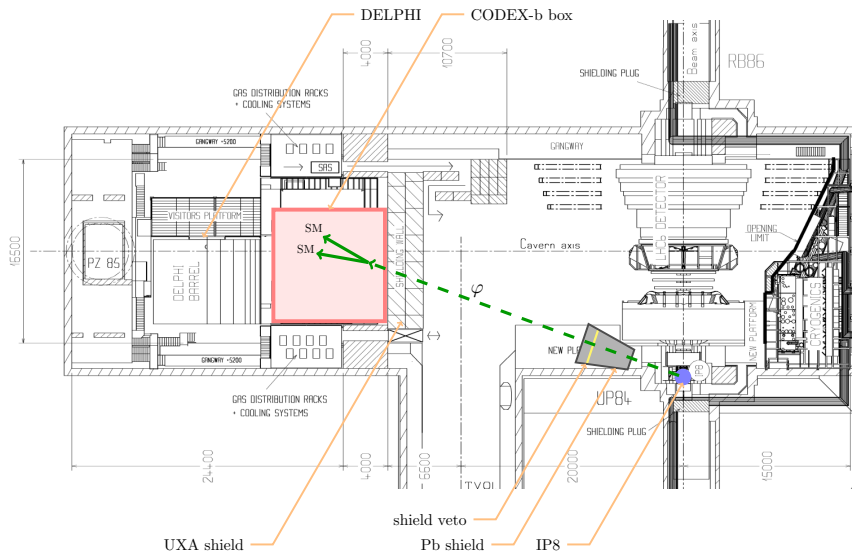 DELPHI
CODEX-b box
4000
10700
Beam axis
RB86
SHIELDING PLUG
GAS DISTRIBUTION RACKS
+ COOLING SYSTEMS
GANGWAY +5200
GANGWAY
SAS
16500
VISITORS PLATFORM
LHCb DETECTOR
SM
SM
SHIELDING WALL
Cavern axis
OPENING
LIMIT
PZ 85
DELPHI
BARREL
φ
CRYOGENICS
NEW PLATFORM
GANGWAY +5200
IP8
GAS DISTRIBUTION RACKS
+ COOLING SYSTEMS
UP84
SHIELDING PLUG
24400
4000
6600
20000
15000
shield veto
UXA shield
Pb shield
IP8